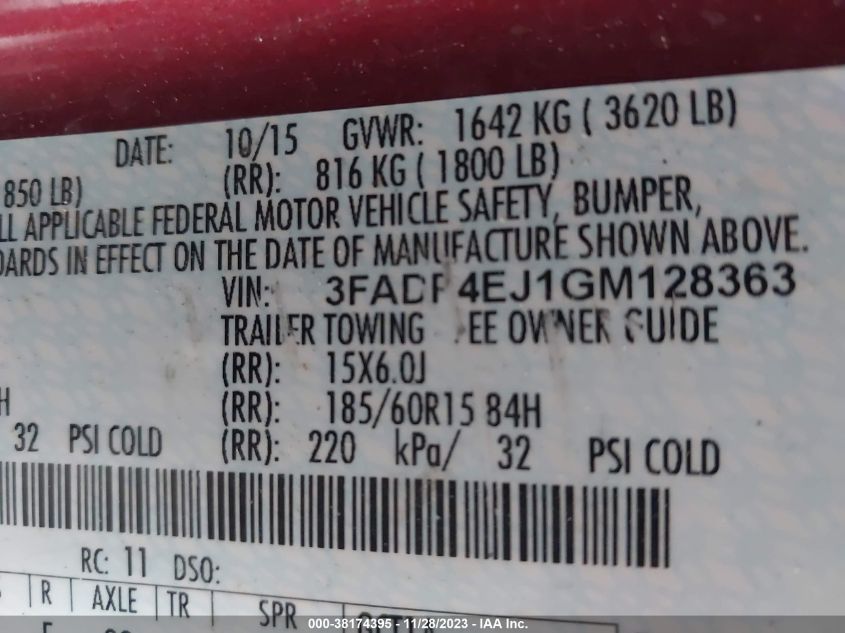 DATE: 10/15 GVWR: 1642 KG ( 3620 LB)
850 LB) (RR): 816 KG ( 1800 LB)
LL APPLICABLE FEDERAL MOTOR VEHICLE SAFETY, BUMPER,
DARDS IN EFFECT ON THE DATE OF MANUFACTURE SHOWN ABOVE.
VIN: 3FADP4EJ1GM128363
TRAILER TOWING SEE OWNER GUIDE
(RR): 15X6.0J
H (RR): 185/60R15 84H
32 PSI COLD (RR): 220 kPa/ 32 PSI COLD
RC: 11 DSO:
R AXLE TR SPR
000-38174395 - 11/28/2023 - IAA Inc.